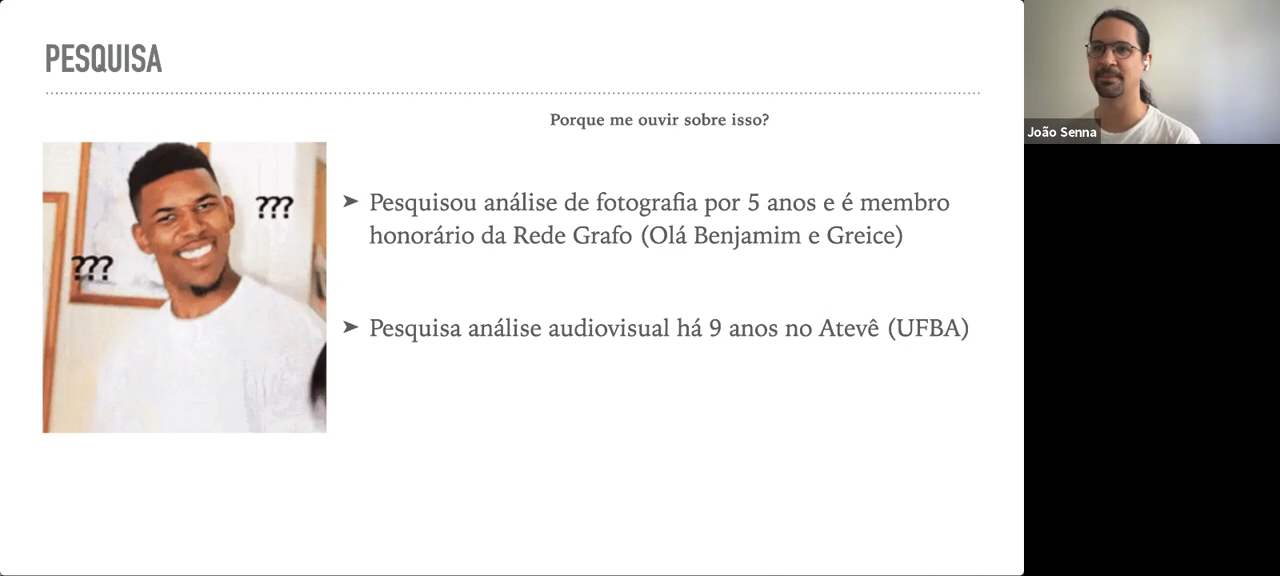 PESQUISA
Porque me ouvir sobre isso?
???
???
➤ Pesquisou análise de fotografia por 5 anos e é membro
honorário da Rede Grafo (Olá Benjamim e Greice)
➤ Pesquisa análise audiovisual há 9 anos no Atevê (UFBA)
João Senna